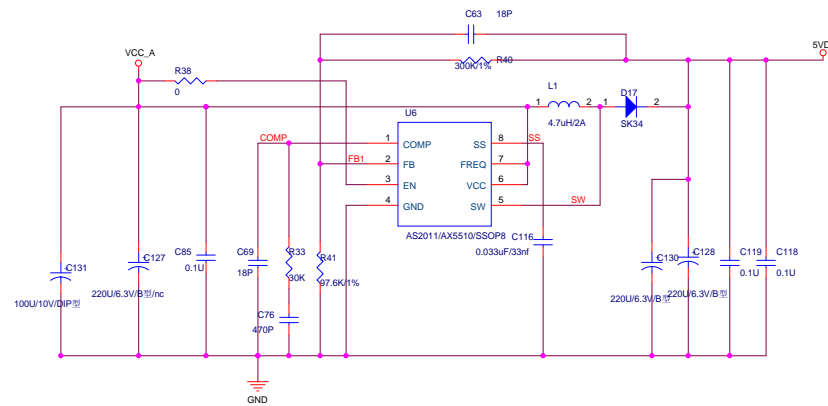 C63 18P
VCC_A
5VD
R38
0
300K/1% R40
L1
1 2
4.7uH/2A
D17
1 2
SK34
U6
COMP
1 COMP
SS 8 SS
FB1
2 FB
FREQ 7
3 EN
VCC 6
4 GND
SW 5
SW
AS2011/AX5510/SSOP8
C116
0.033uF/33nf
C131
100U/10V/DIP型
C127
220U/6.3V/B型/nc
C85
0.1U
C69
18P
R33
30K
R41
97.6K/1%
C76
470P
C130
220U/6.3V/B型
C128
220U/6.3V/B型
C119
0.1U
C118
0.1U
GND